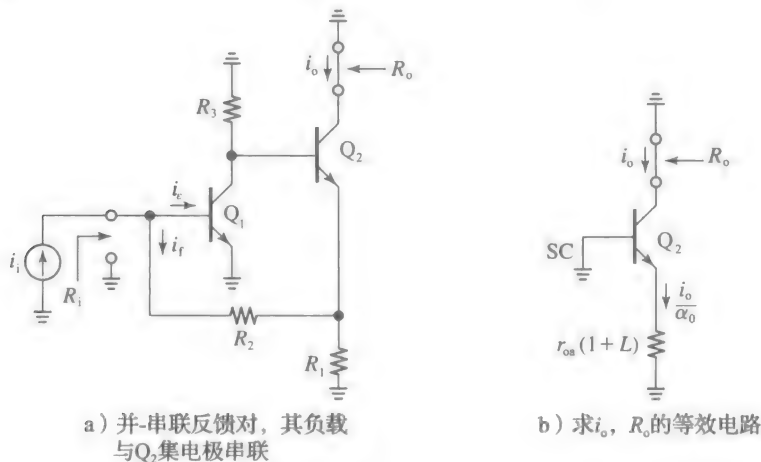 i_o
R_o
R_3
Q_2
i_ε
Q_1
i_f
i_i
R_i
R_2
R_1
a）并-串联反馈对，其负载
与Q_2集电极串联
i_o
R_o
SC
Q_2
i_o/α_0
r_oa(1+L)
b）求i_o，R_o的等效电路